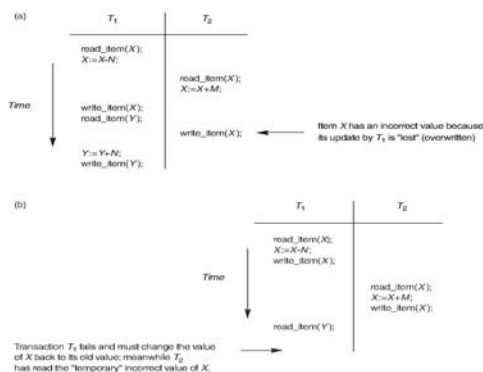 (a)
T₁ T₂
read_item(X);
X:=X-N;
read_item(X);
X:=X+M;
Time
write_item(X);
read_item(Y);
write_item(X);
Item X has an incorrect value because
its update by T₁ is "lost" (overwritten)
Y:=Y+N;
write_item(Y);
(b)
T₁ T₂
read_item(X);
X:=X-N;
write_item(X);
Time
read_item(X);
X:=X+M;
write_item(X);
read_item(Y);
Transaction T₁ fails and must change the value
of X back to its old value; meanwhile T₂
has read the "temporary" incorrect value of X.